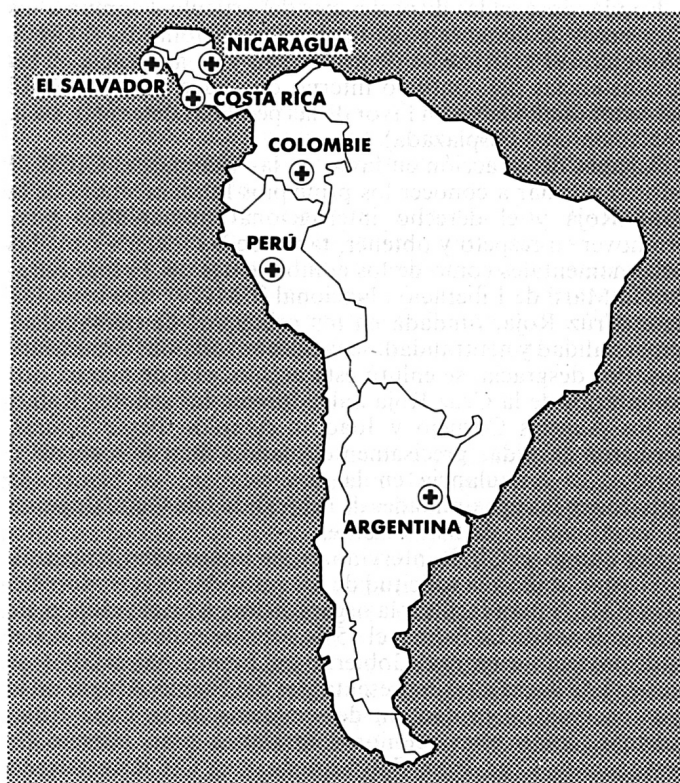 NICARAGUA
EL SALVADOR
COSTA RICA
COLOMBIE
PERÚ
ARGENTINA